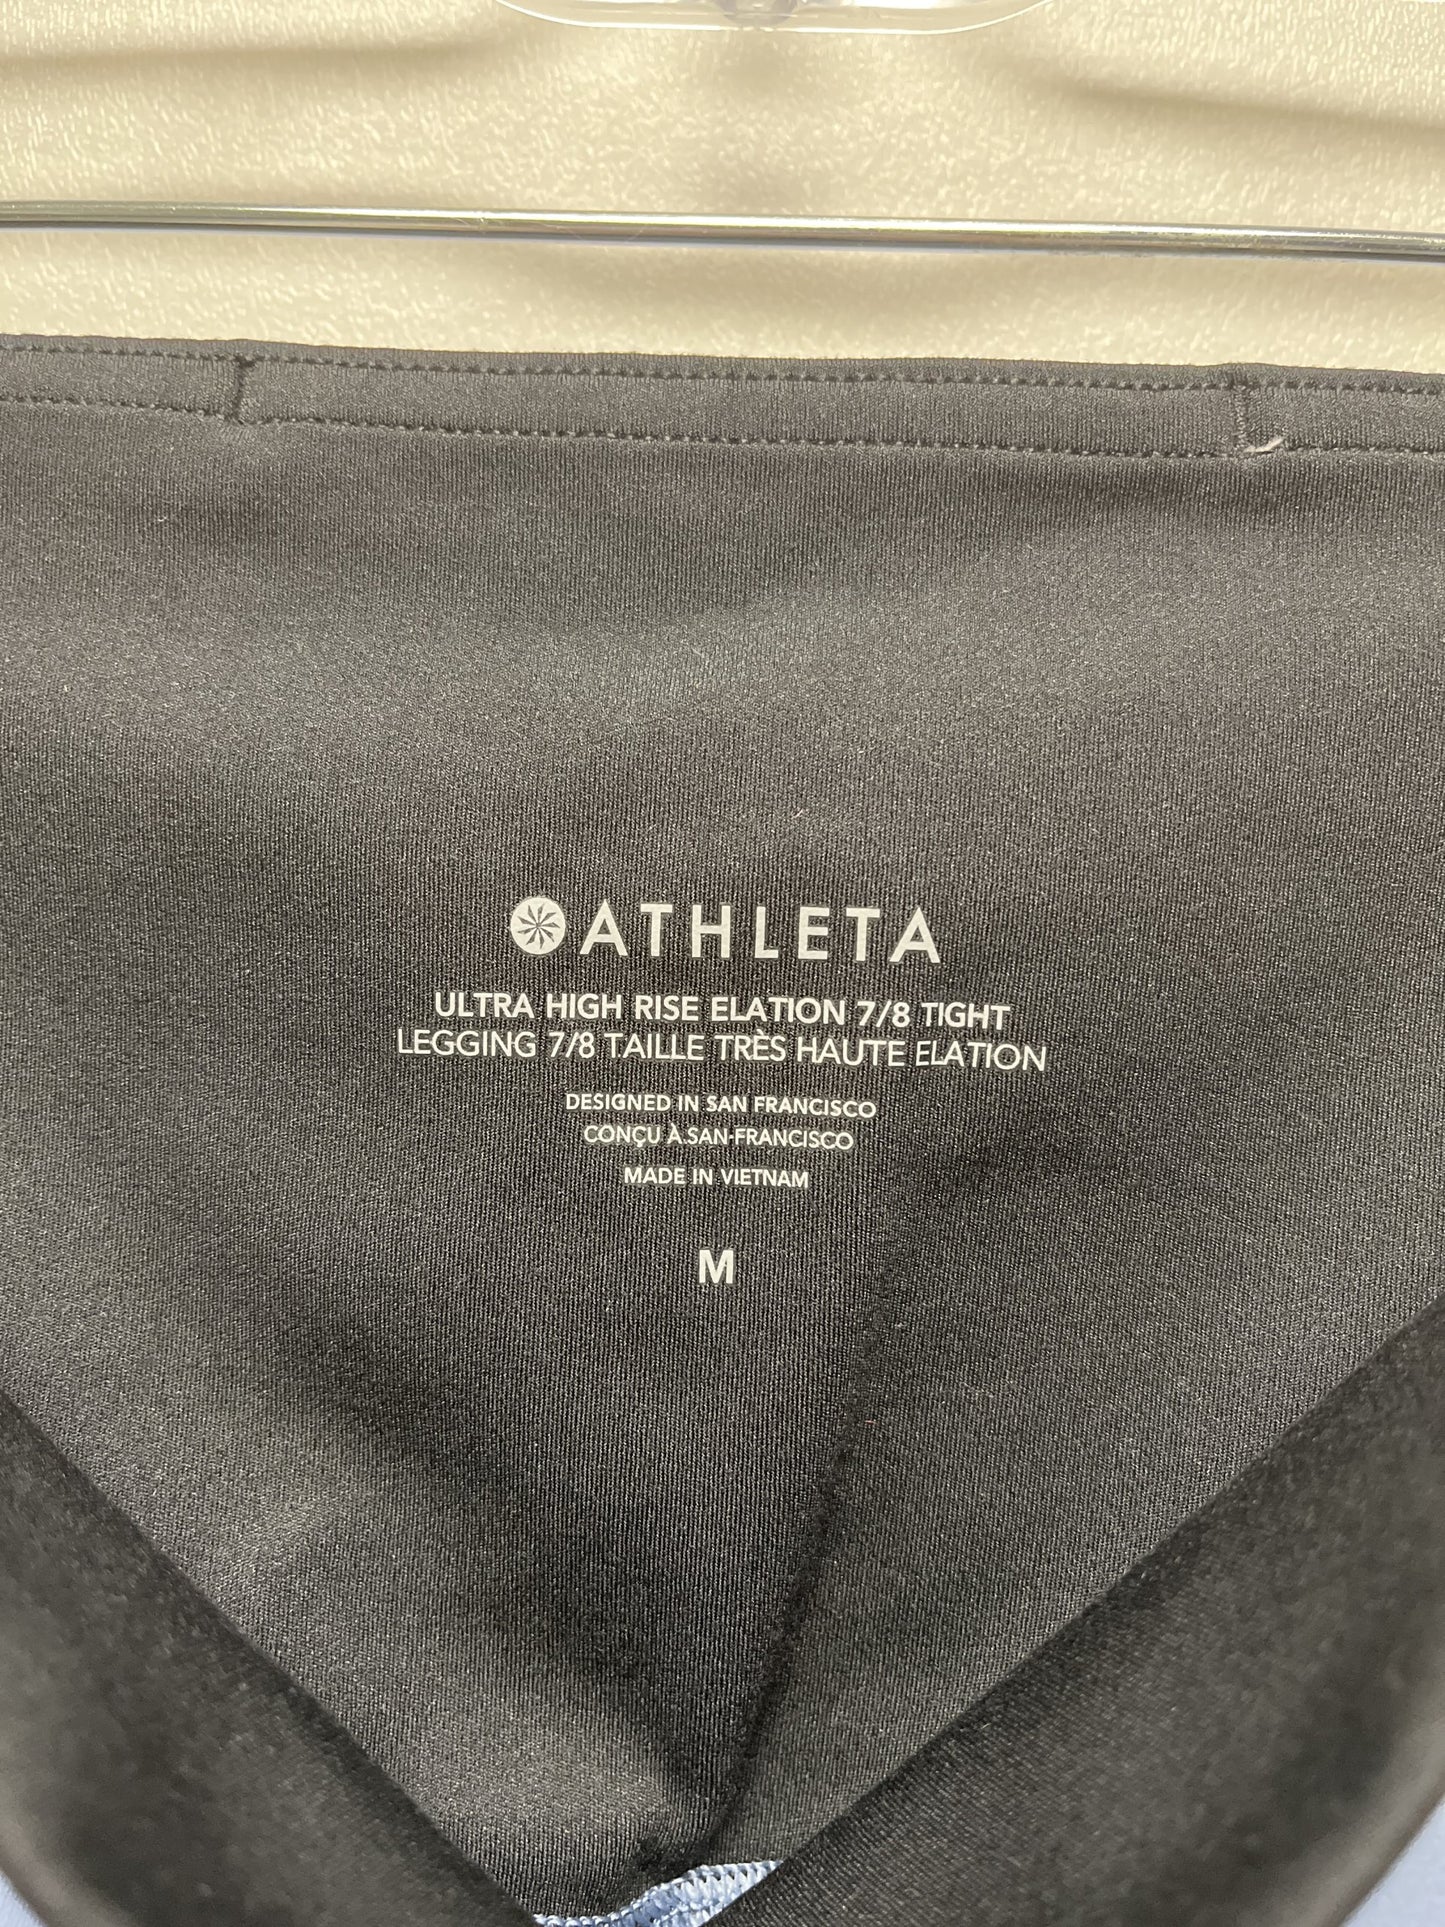 ATHLETA
ULTRA HIGH RISE ELATION 7/8 TIGHT
LEGGING 7/8 TAILLE TRÈS HAUTE ELATION
DESIGNED IN SAN FRANCISCO
CONÇU À SAN-FRANCISCO
MADE IN VIETNAM
M